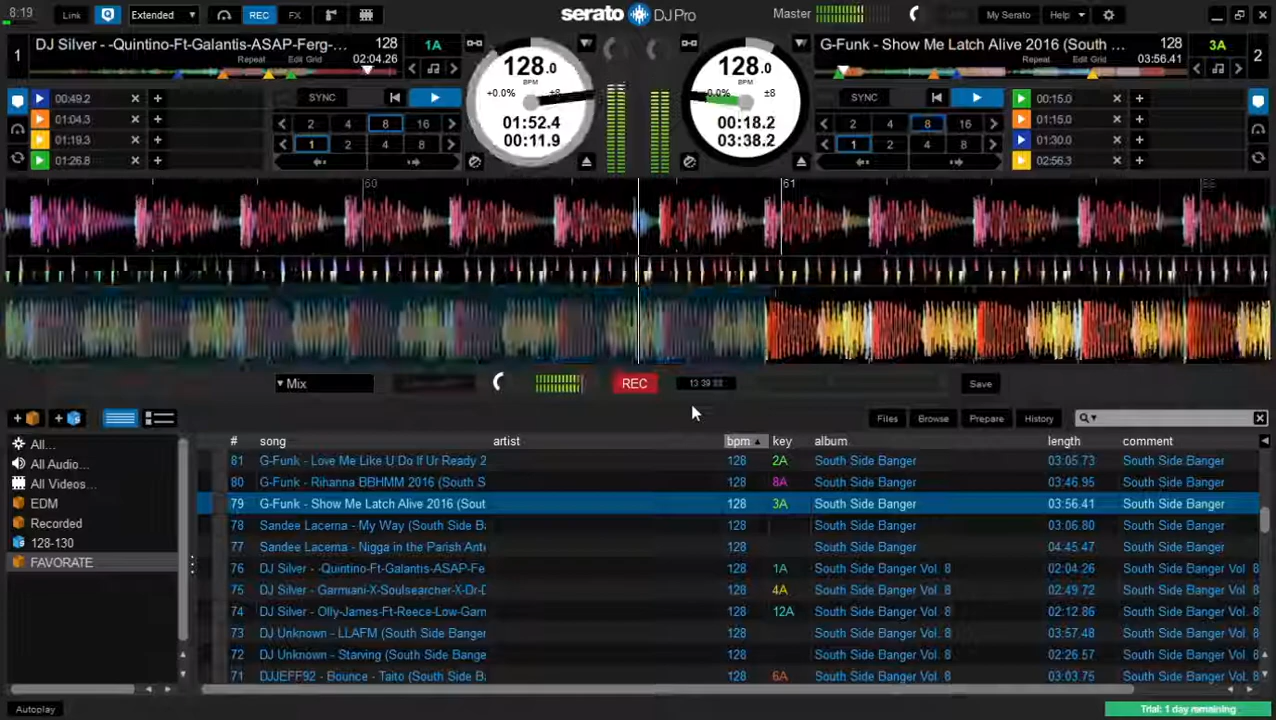 8:19 Link Extended REC FX serato DJ Pro Master My Serato Help
1 DJ Silver - -Quintino-Ft-Galantis-ASAP-Ferg-... 128 1A
Repeat Edit Grid 02:04.26
G-Funk - Show Me Latch Alive 2016 (South ... 128 3A 2
Repeat Edit Grid 03:56.41
00:49.2
01:04.3
01:19.3
01:26.8
SYNC
2 4 8 16
1 2 4 8
128.0
BPM
+0.0% ±8
01:52.4
00:11.9
128.0
BPM
+0.0% ±8
00:18.2
03:38.2
SYNC
2 4 8 16
1 2 4 8
00:15.0
01:15.0
01:30.0
02:56.3
60 61
Mix REC Save
Files Browse Prepare History
All...
All Audio...
All Videos...
EDM
Recorded
128-130
FAVORATE
# song artist bpm key album length comment
81 G-Funk - Love Me Like U Do If Ur Ready 2 128 2A South Side Banger 03:05.73 South Side Banger
80 G-Funk - Rihanna BBHMM 2016 (South S 128 8A South Side Banger 03:46.95 South Side Banger
79 G-Funk - Show Me Latch Alive 2016 (Sout 128 3A South Side Banger 03:56.41 South Side Banger
78 Sandee Lacerna - My Way (South Side Ba 128 South Side Banger 03:06.80 South Side Banger
77 Sandee Lacerna - Nigga in the Parish Ante 128 South Side Banger 04:45.47 South Side Banger
76 DJ Silver - -Quintino-Ft-Galantis-ASAP-Fe 128 1A South Side Banger Vol. 8 02:04.26 South Side Banger Vol. 8
75 DJ Silver - Garmiani-X-Soulsearcher-X-Dr-D 128 4A South Side Banger Vol. 8 02:49.72 South Side Banger Vol. 8
74 DJ Silver - Olly-James-Ft-Reece-Low-Gam 128 12A South Side Banger Vol. 8 02:12.86 South Side Banger Vol. 8
73 DJ Unknown - LLAFM (South Side Banger 128 South Side Banger Vol. 8 03:57.48 South Side Banger Vol. 8
72 DJ Unknown - Starving (South Side Bange 128 South Side Banger Vol. 8 02:26.57 South Side Banger Vol. 8
71 DJJEFF92 - Bounce - Taito (South Side Ba 128 6A South Side Banger Vol. 8 03:03.75 South Side Banger Vol. 8
Autoplay Trial: 1 day remaining